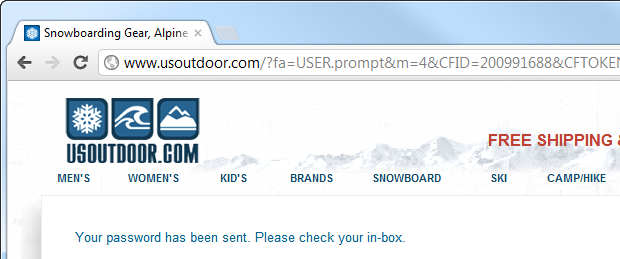 Snowboarding Gear, Alpine
www.usoutdoor.com/?fa=USER.prompt&m=4&CFID=200991688&CFTOKEN
USOUTDOOR.COM
FREE SHIPPING &
MEN'S WOMEN'S KID'S BRANDS SNOWBOARD SKI CAMP/HIKE
Your password has been sent. Please check your in-box.